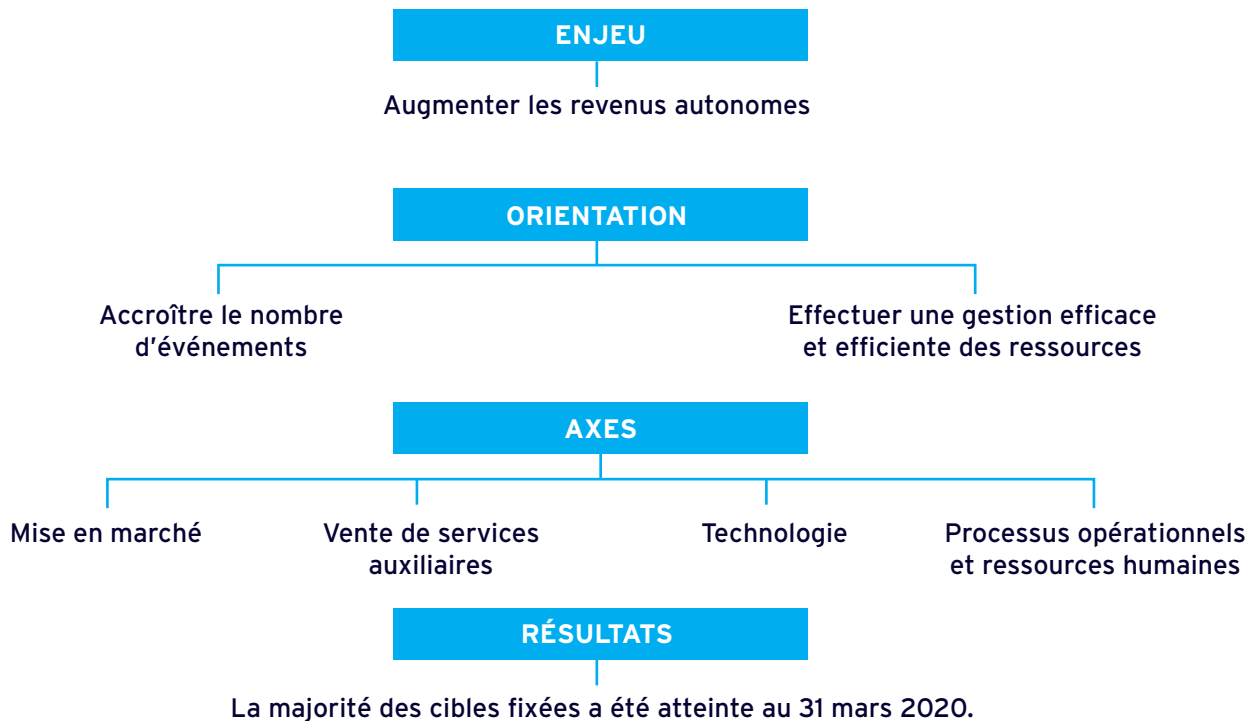 ENJEU
Augmenter les revenus autonomes
ORIENTATION
Accroître le nombre
d’événements
Effectuer une gestion efficace
et efficiente des ressources
AXES
Mise en marché
Vente de services
auxiliaires
Technologie
Processus opérationnels
et ressources humaines
RÉSULTATS
La majorité des cibles fixées a été atteinte au 31 mars 2020.